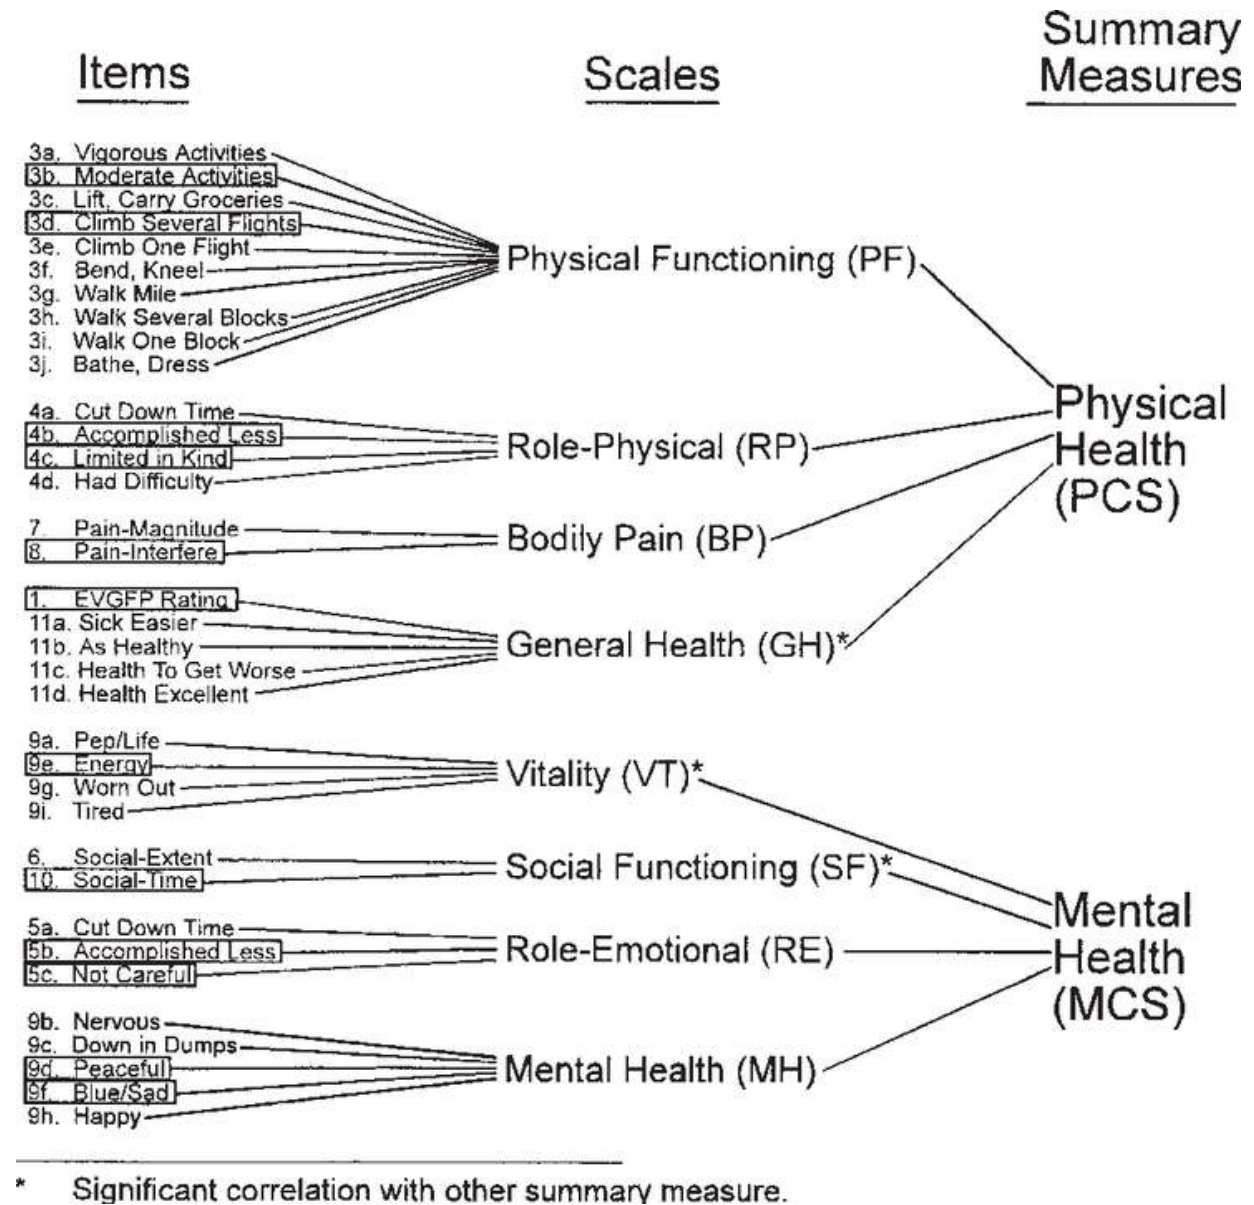 Items
Scales
Summary
Measures
3a. Vigorous Activities
3b. Moderate Activities
3c. Lift, Carry Groceries
3d. Climb Several Flights
3e. Climb One Flight
3f. Bend, Kneel
3g. Walk Mile
3h. Walk Several Blocks
3i. Walk One Block
3j. Bathe, Dress
Physical Functioning (PF)
4a. Cut Down Time
4b. Accomplished Less
4c. Limited in Kind
4d. Had Difficulty
Role-Physical (RP)
7. Pain-Magnitude
8. Pain-Interfere
Bodily Pain (BP)
1. EVGFP Rating
11a. Sick Easier
11b. As Healthy
11c. Health To Get Worse
11d. Health Excellent
General Health (GH)*
Physical
Health
(PCS)
9a. Pep/Life
9e. Energy
9g. Worn Out
9i. Tired
Vitality (VT)*
6. Social-Extent
10. Social-Time
Social Functioning (SF)*
5a. Cut Down Time
5b. Accomplished Less
5c. Not Careful
Role-Emotional (RE)
9b. Nervous
9c. Down in Dumps
9d. Peaceful
9f. Blue/Sad
9h. Happy
Mental Health (MH)
Mental
Health
(MCS)
* Significant correlation with other summary measure.